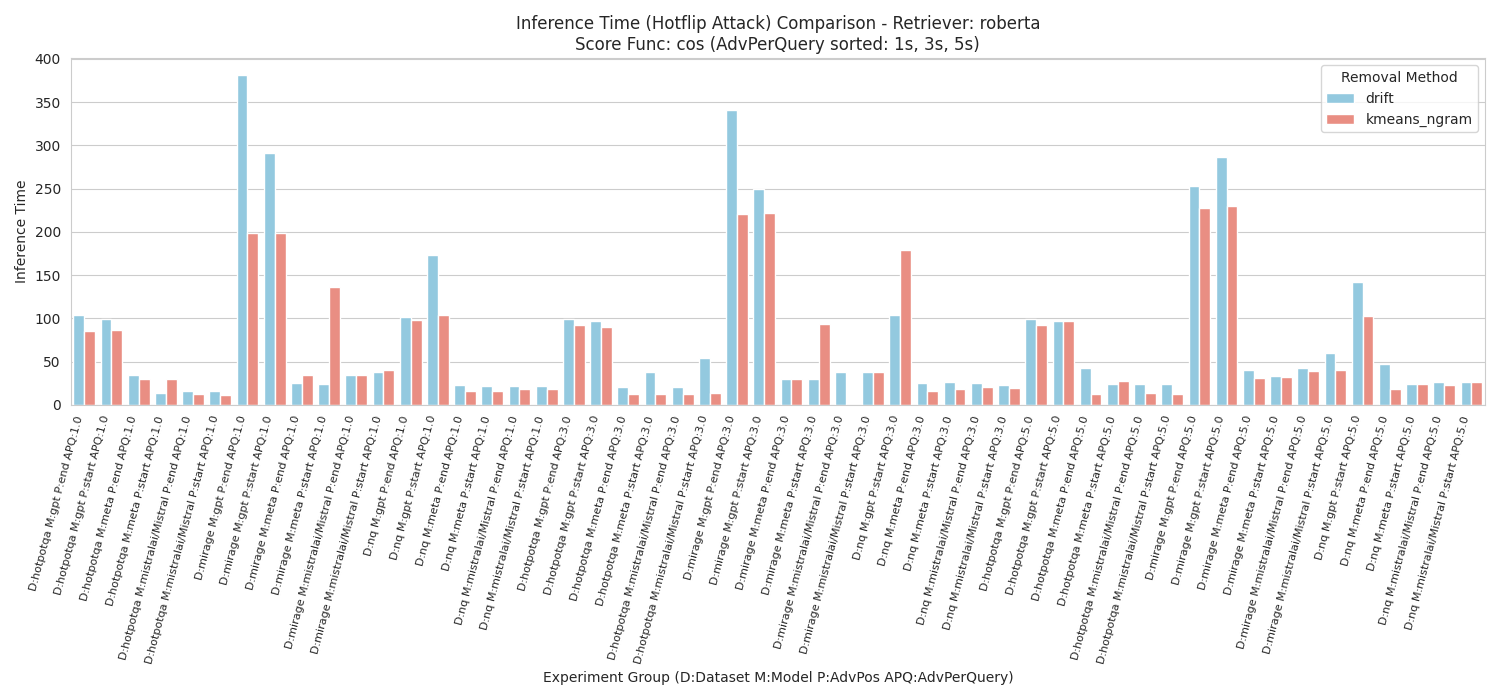 Inference Time (Hotflip Attack) Comparison - Retriever: roberta
Score Func: cos (AdvPerQuery sorted: 1s, 3s, 5s)
Inference Time
400
350
300
250
200
150
100
50
0
Removal Method
drift
kmeans_ngram
D:hotpotqa M:gpt P:end APQ:1.0
D:hotpotqa M:gpt P:start APQ:1.0
D:hotpotqa M:meta P:end APQ:1.0
D:hotpotqa M:meta P:start APQ:1.0
D:hotpotqa M:mistralai/Mistral P:end APQ:1.0
D:hotpotqa M:mistralai/Mistral P:start APQ:1.0
D:mirage M:gpt P:end APQ:1.0
D:mirage M:gpt P:start APQ:1.0
D:mirage M:meta P:end APQ:1.0
D:mirage M:meta P:start APQ:1.0
D:mirage M:mistralai/Mistral P:end APQ:1.0
D:mirage M:mistralai/Mistral P:start APQ:1.0
D:nq M:gpt P:end APQ:1.0
D:nq M:gpt P:start APQ:1.0
D:nq M:meta P:end APQ:1.0
D:nq M:meta P:start APQ:1.0
D:nq M:mistralai/Mistral P:end APQ:1.0
D:nq M:mistralai/Mistral P:start APQ:1.0
D:hotpotqa M:gpt P:end APQ:3.0
D:hotpotqa M:gpt P:start APQ:3.0
D:hotpotqa M:meta P:end APQ:3.0
D:hotpotqa M:meta P:start APQ:3.0
D:hotpotqa M:mistralai/Mistral P:end APQ:3.0
D:hotpotqa M:mistralai/Mistral P:start APQ:3.0
D:mirage M:gpt P:end APQ:3.0
D:mirage M:gpt P:start APQ:3.0
D:mirage M:meta P:end APQ:3.0
D:mirage M:meta P:start APQ:3.0
D:mirage M:mistralai/Mistral P:end APQ:3.0
D:mirage M:mistralai/Mistral P:start APQ:3.0
D:nq M:gpt P:start APQ:3.0
D:nq M:meta P:end APQ:3.0
D:nq M:meta P:start APQ:3.0
D:nq M:mistralai/Mistral P:end APQ:3.0
D:nq M:mistralai/Mistral P:start APQ:3.0
D:hotpotqa M:gpt P:end APQ:5.0
D:hotpotqa M:gpt P:start APQ:5.0
D:hotpotqa M:meta P:end APQ:5.0
D:hotpotqa M:meta P:start APQ:5.0
D:hotpotqa M:mistralai/Mistral P:end APQ:5.0
D:hotpotqa M:mistralai/Mistral P:start APQ:5.0
D:mirage M:gpt P:end APQ:5.0
D:mirage M:gpt P:start APQ:5.0
D:mirage M:meta P:end APQ:5.0
D:mirage M:meta P:start APQ:5.0
D:mirage M:mistralai/Mistral P:end APQ:5.0
D:mirage M:mistralai/Mistral P:start APQ:5.0
D:nq M:gpt P:start APQ:5.0
D:nq M:meta P:end APQ:5.0
D:nq M:meta P:start APQ:5.0
D:nq M:mistralai/Mistral P:end APQ:5.0
D:nq M:mistralai/Mistral P:start APQ:5.0
Experiment Group (D:Dataset M:Model P:AdvPos APQ:AdvPerQuery)